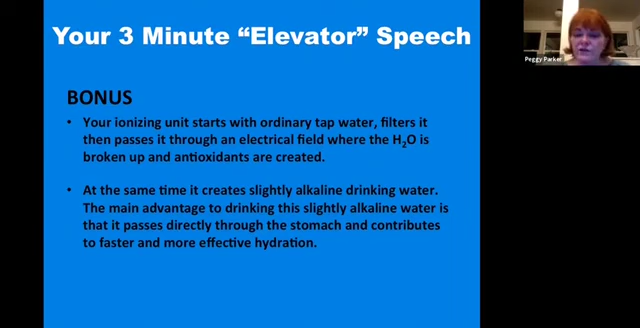 Your 3 Minute “Elevator” Speech
BONUS
• Your ionizing unit starts with ordinary tap water, filters it
then passes it through an electrical field where the H₂O is
broken up and antioxidants are created.
• At the same time it creates slightly alkaline drinking water.
The main advantage to drinking this slightly alkaline water is
that it passes directly through the stomach and contributes
to faster and more effective hydration.
Peggy Parker